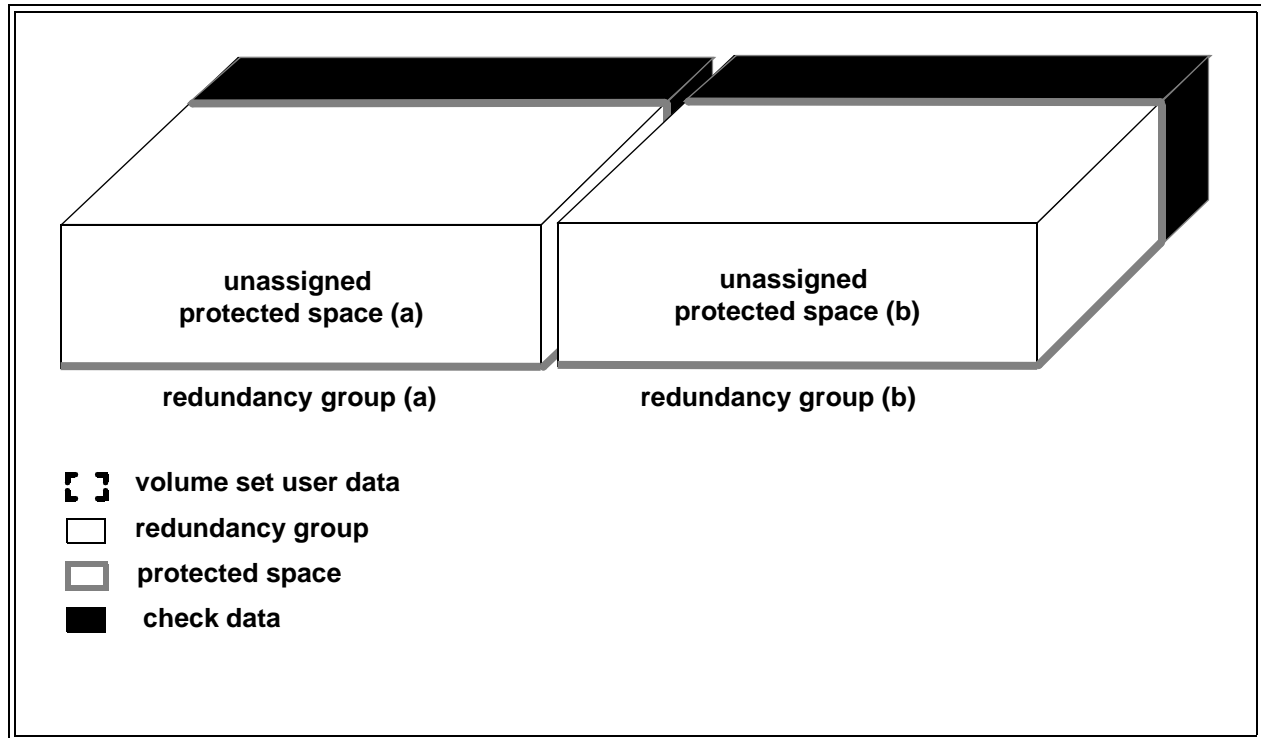 unassigned
protected space (a)
unassigned
protected space (b)
redundancy group (a)
redundancy group (b)
volume set user data
redundancy group
protected space
check data